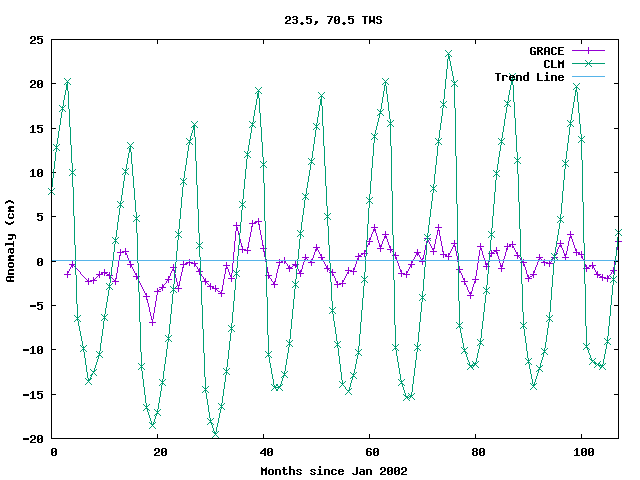 23.5, 70.5 TWS
GRACE
CLM
Trend Line
25
20
15
10
5
0
-5
-10
-15
-20
Anomaly (cm)
0 20 40 60 80 100
Months since Jan 2002